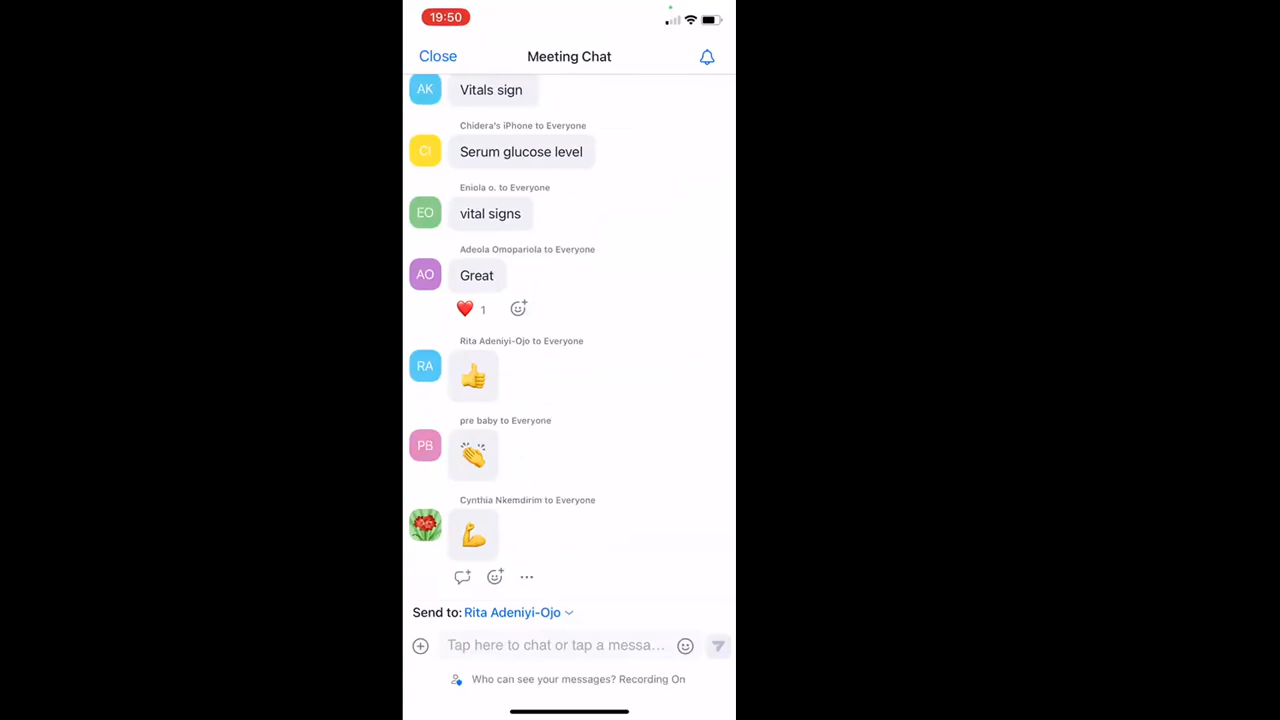 19:50
Close
Meeting Chat
AK
Vitals sign
Chidera's iPhone to Everyone
CI
Serum glucose level
Eniola o. to Everyone
EO
vital signs
Adeola Omopariola to Everyone
AO
Great
❤️ 1
Rita Adeniyi-Ojo to Everyone
RA
👍
pre baby to Everyone
PB
👏
Cynthia Nkemdirim to Everyone
💪
Send to: Rita Adeniyi-Ojo
Tap here to chat or tap a messa...
Who can see your messages? Recording On